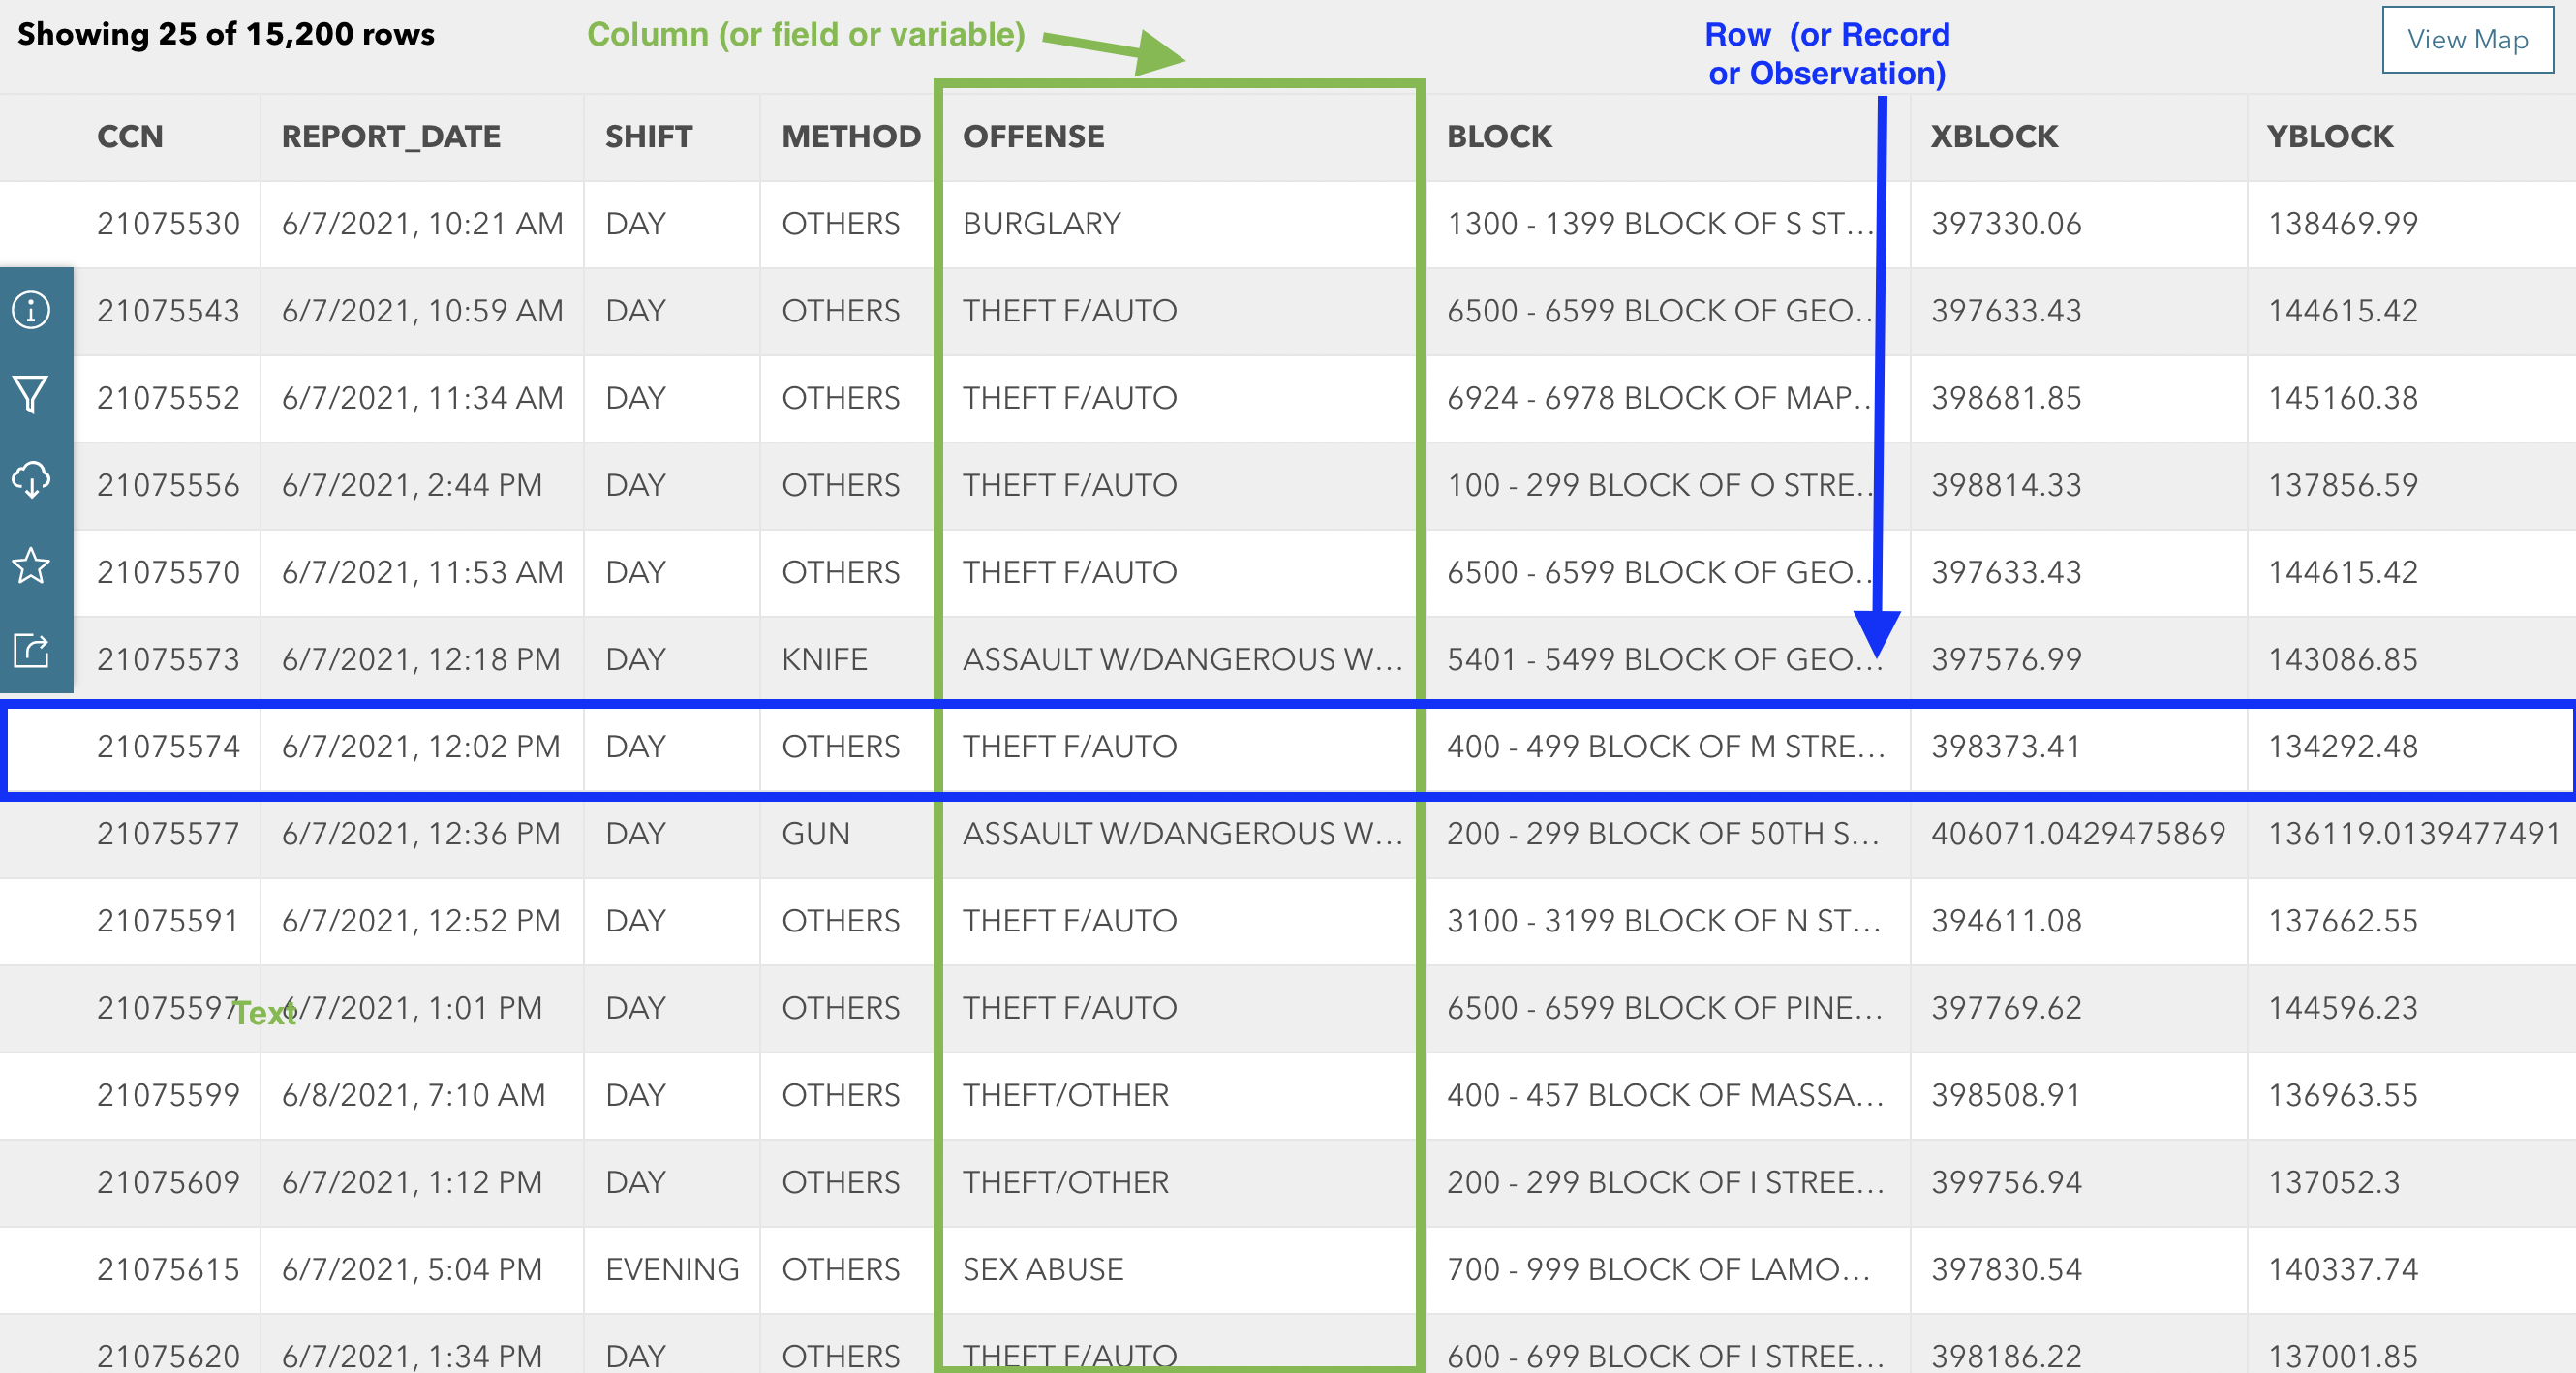 Showing 25 of 15,200 rows
Column (or field or variable)
Row (or Record
or Observation)
View Map
CCN REPORT_DATE SHIFT METHOD OFFENSE BLOCK XBLOCK YBLOCK
21075530 6/7/2021, 10:21 AM DAY OTHERS BURGLARY 1300 - 1399 BLOCK OF S ST... 397330.06 138469.99
21075543 6/7/2021, 10:59 AM DAY OTHERS THEFT F/AUTO 6500 - 6599 BLOCK OF GEO... 397633.43 144615.42
21075552 6/7/2021, 11:34 AM DAY OTHERS THEFT F/AUTO 6924 - 6978 BLOCK OF MAP... 398681.85 145160.38
21075556 6/7/2021, 2:44 PM DAY OTHERS THEFT F/AUTO 100 - 299 BLOCK OF O STRE... 398814.33 137856.59
21075570 6/7/2021, 11:53 AM DAY OTHERS THEFT F/AUTO 6500 - 6599 BLOCK OF GEO... 397633.43 144615.42
21075573 6/7/2021, 12:18 PM DAY KNIFE ASSAULT W/DANGEROUS W... 5401 - 5499 BLOCK OF GEO... 397576.99 143086.85
21075574 6/7/2021, 12:02 PM DAY OTHERS THEFT F/AUTO 400 - 499 BLOCK OF M STRE... 398373.41 134292.48
21075577 6/7/2021, 12:36 PM DAY GUN ASSAULT W/DANGEROUS W... 200 - 299 BLOCK OF 50TH S... 406071.0429475869 136119.0139477491
21075591 6/7/2021, 12:52 PM DAY OTHERS THEFT F/AUTO 3100 - 3199 BLOCK OF N ST... 394611.08 137662.55
21075597 6/7/2021, 1:01 PM DAY OTHERS THEFT F/AUTO 6500 - 6599 BLOCK OF PINE... 397769.62 144596.23
Text
21075599 6/8/2021, 7:10 AM DAY OTHERS THEFT/OTHER 400 - 457 BLOCK OF MASSA... 398508.91 136963.55
21075609 6/7/2021, 1:12 PM DAY OTHERS THEFT/OTHER 200 - 299 BLOCK OF I STREE... 399756.94 137052.3
21075615 6/7/2021, 5:04 PM EVENING OTHERS SEX ABUSE 700 - 999 BLOCK OF LAMO... 397830.54 140337.74
21075620 6/7/2021, 1:34 PM DAY OTHERS THEFT F/AUTO 600 - 699 BLOCK OF I STREE... 398186.22 137001.85